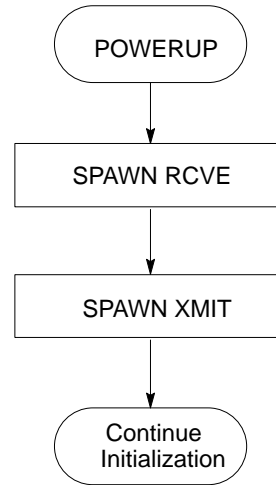 POWERUP
SPAWN RCVE
SPAWN XMIT
Continue
Initialization